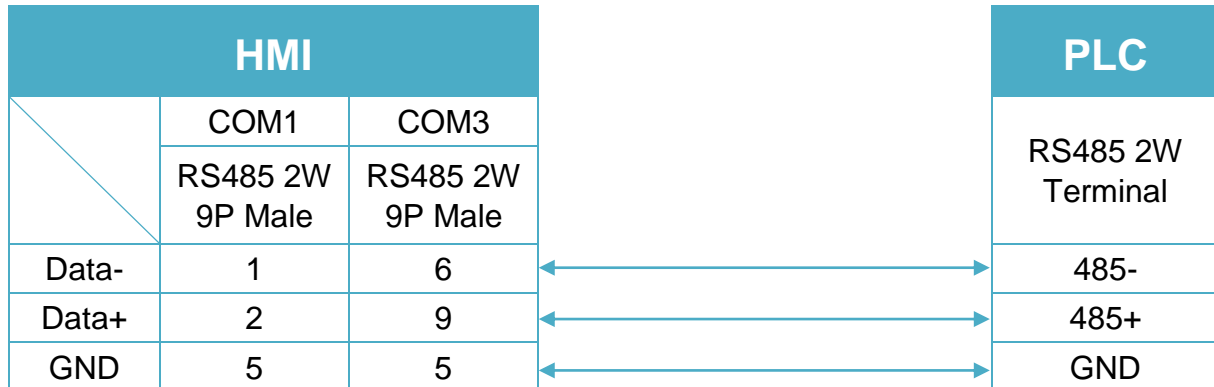 HMI
PLC
COM1 COM3
RS485 2W RS485 2W
9P Male 9P Male
RS485 2W
Terminal
Data- 1 6 485-
Data+ 2 9 485+
GND 5 5 GND